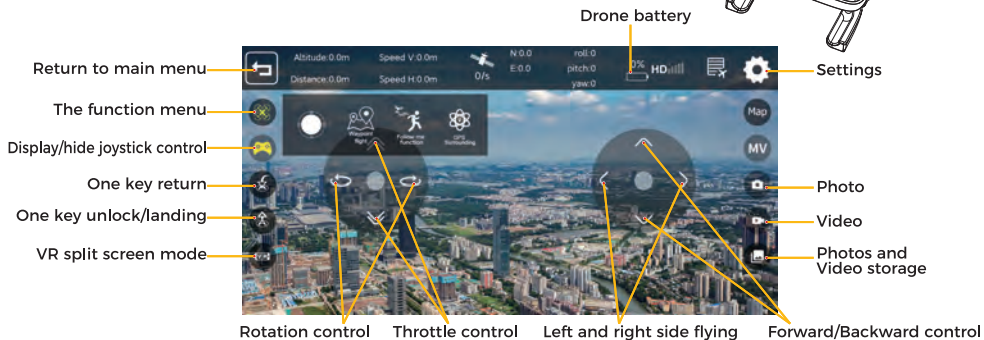 Drone battery
Altitude:0.0m
Speed V:0.0m
N:0.0
roll:0
Return to main menu
E:0.0
pitch:0
0%
HD
Settings
Distance:0.0m
Speed H:0.0m
0/s
yaw:0
The function menu
Map
Waypoint
flight
Follow me
function
GPS
Surrounding
Display/hide joystick control
MV
One key return
Photo
One key unlock/landing
Video
VR split screen mode
Photos and
Video storage
Rotation control
Throttle control
Left and right side flying
Forward/Backward control